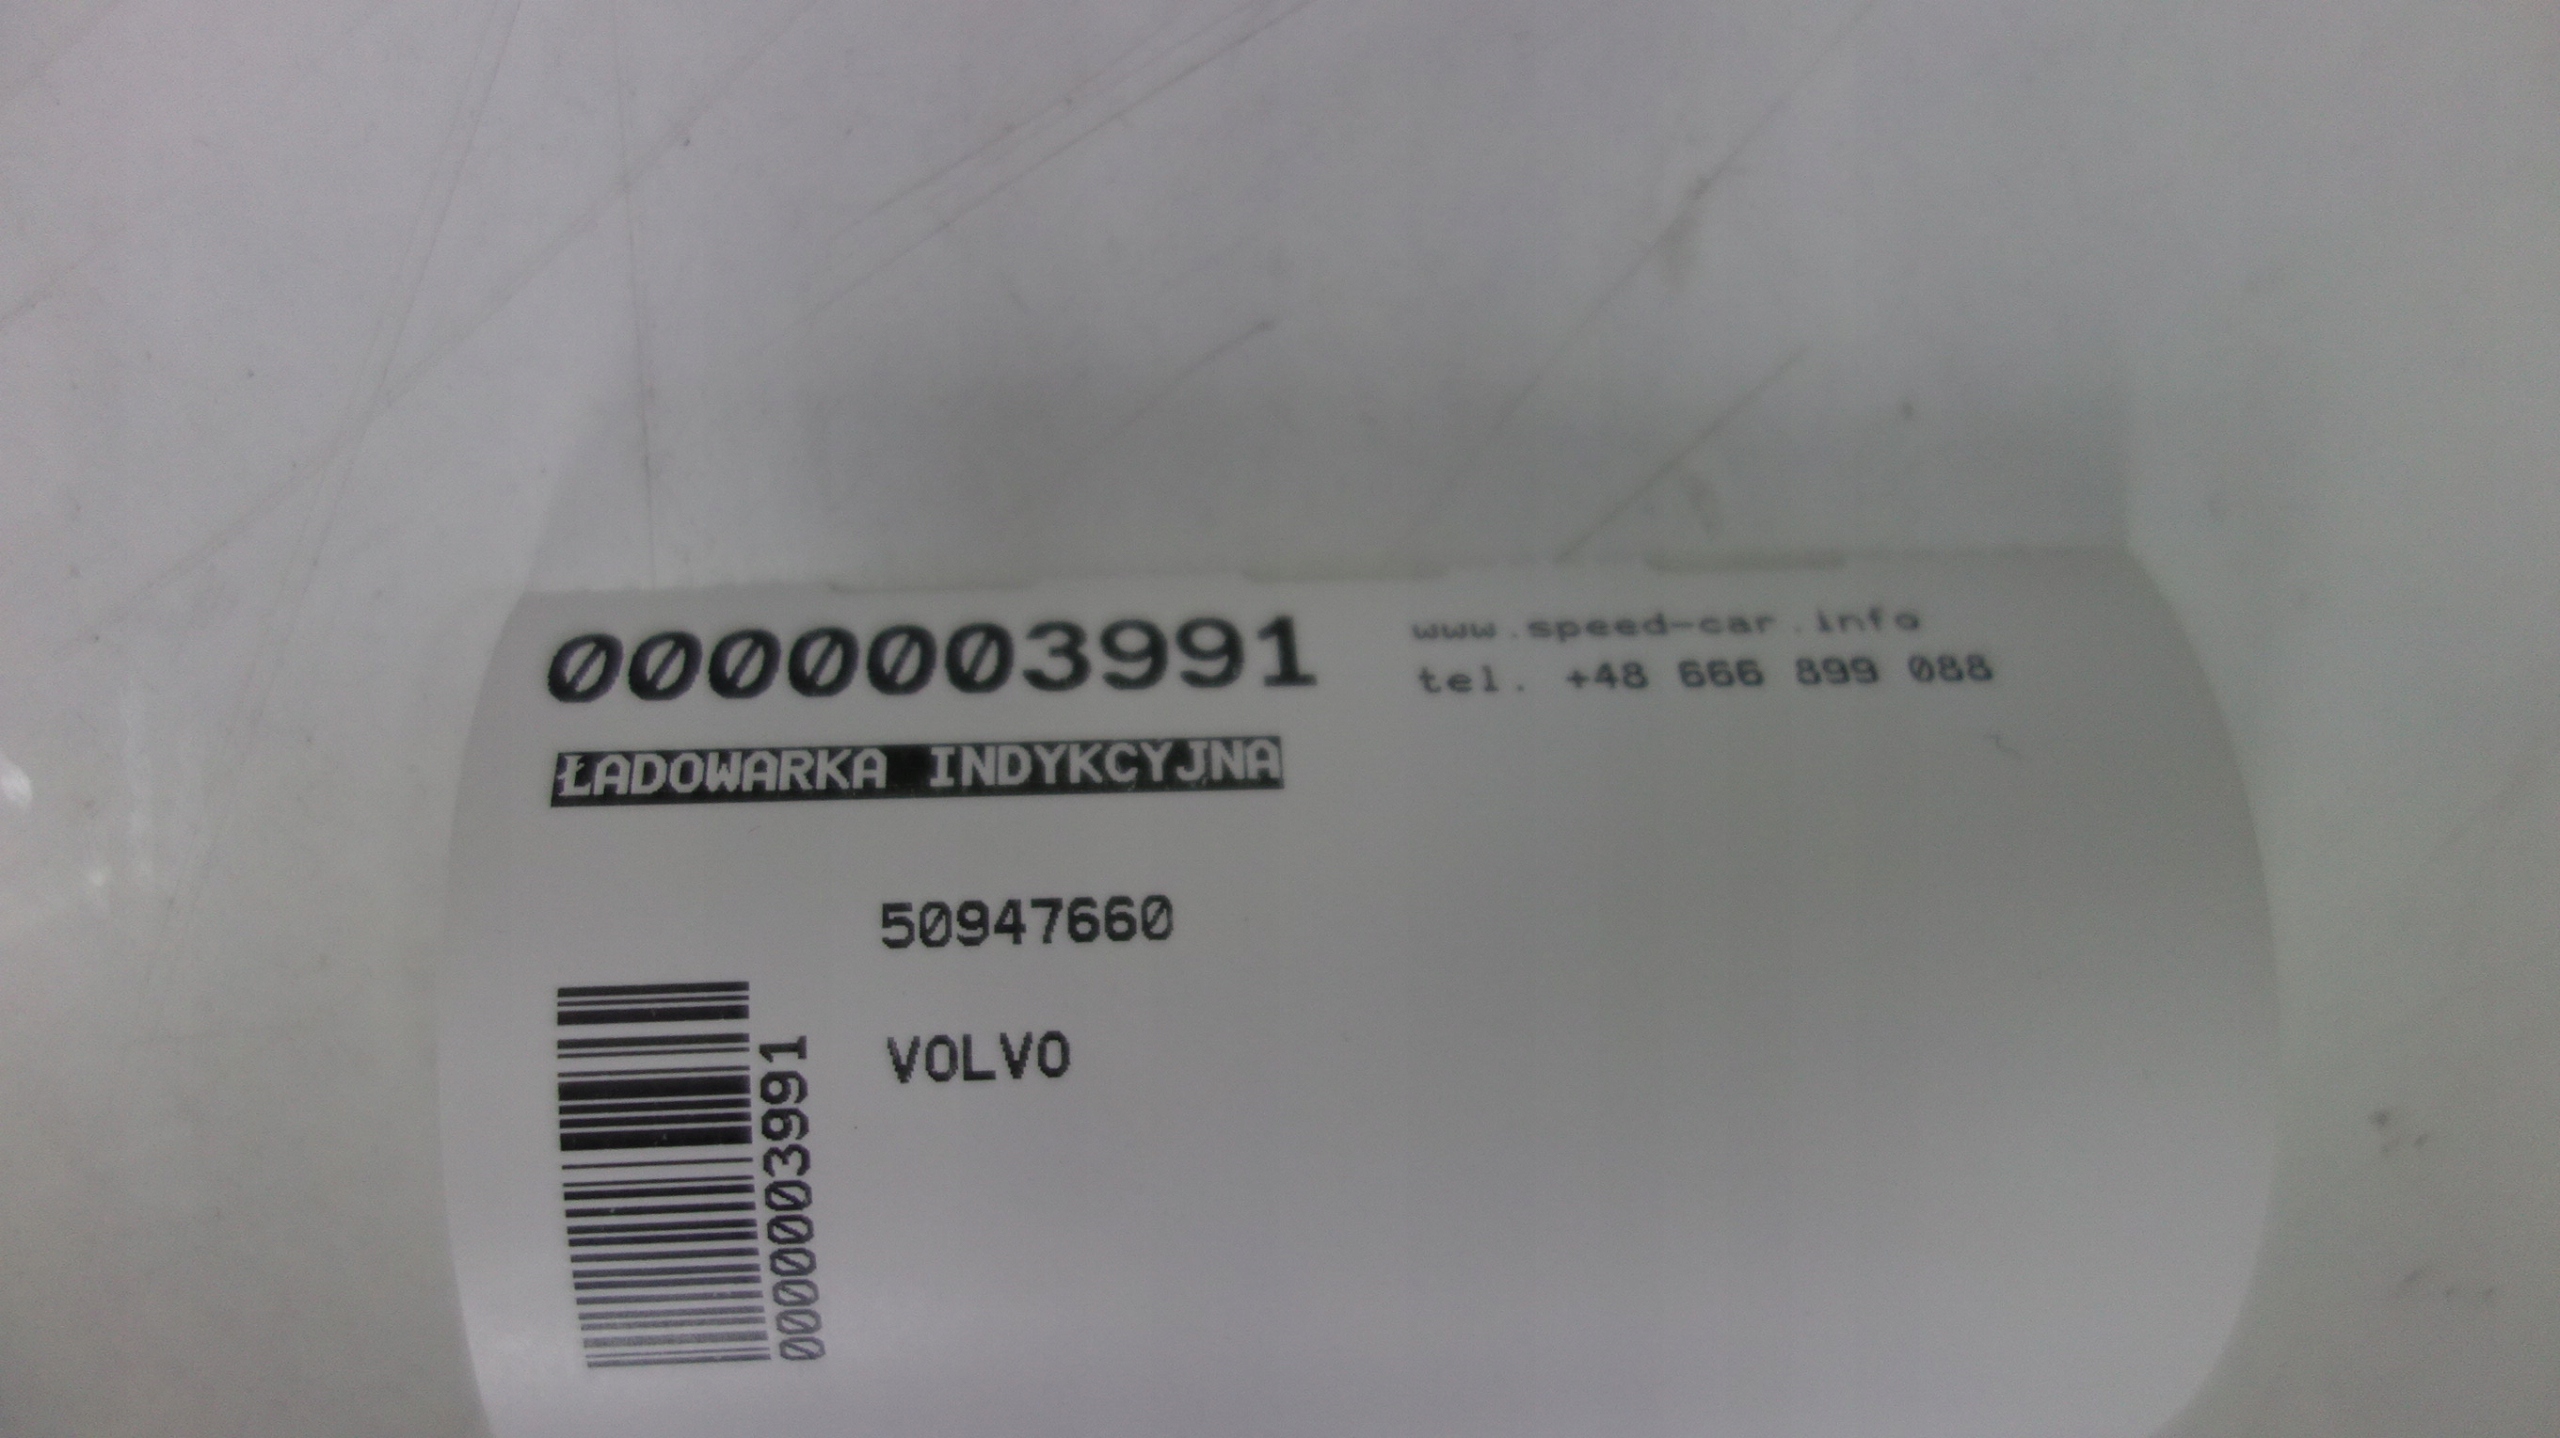 0000003991
www.speed-car.info
tel. +48 666 899 088
ŁADOWARKA INDYKCYJNA
50947660
VOLVO
0000003991